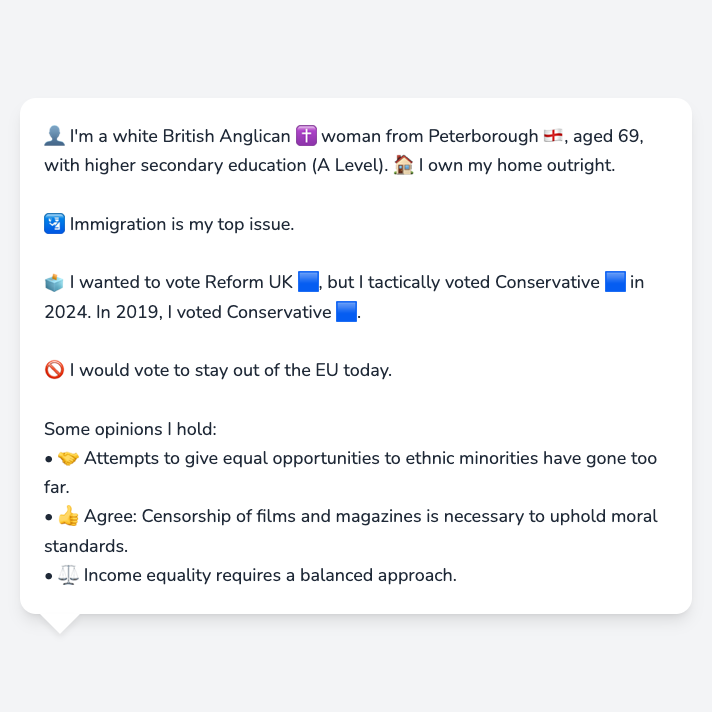 👤 I'm a white British Anglican ✝️ woman from Peterborough 🏴󠁧󠁢󠁥󠁮󠁧󠁿, aged 69,
with higher secondary education (A Level). 🏠 I own my home outright.
🛂 Immigration is my top issue.
🗳️ I wanted to vote Reform UK 🟦, but I tactically voted Conservative 🟦 in
2024. In 2019, I voted Conservative 🟦.
🚫 I would vote to stay out of the EU today.
Some opinions I hold:
• 🤝 Attempts to give equal opportunities to ethnic minorities have gone too
far.
• 👍 Agree: Censorship of films and magazines is necessary to uphold moral
standards.
• ⚖️ Income equality requires a balanced approach.